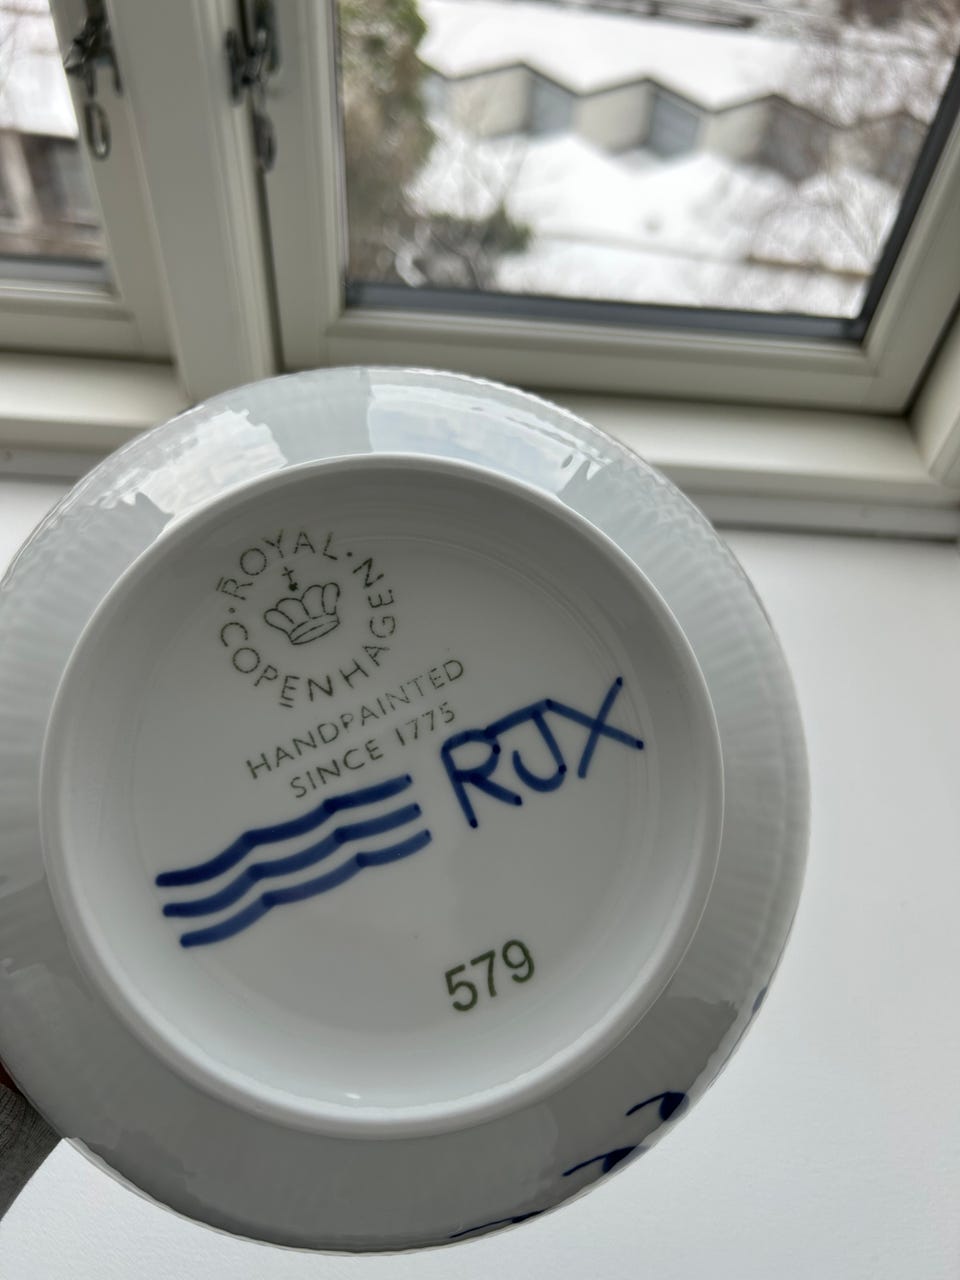 ROYAL
COPENHAGEN
HANDPAINTED
SINCE 1775
RJX
579